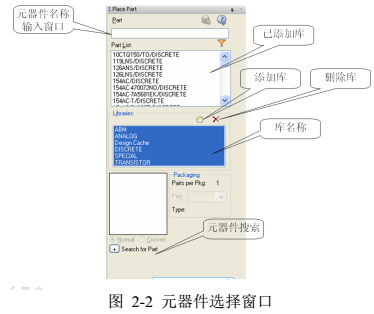 Place Part
元器件名称
输入窗口
Part
Part List:
10CTQ150/TO/DISCRETE
119LNS/DISCRETE
126ANS/DISCRETE
126LNS/DISCRETE
154AC/DISCRETE
154AC-470072NO/DISCRETE
154AC-7A5681EX/DISCRETE
154AC-T/DISCRETE
已添加库
Libraries:
添加库
删除库
ABM
ANALOG
Design Cache
DISCRETE
SPECIAL
TRANSISTOR
库名称
Packaging
Parts per Pkg: 1
Part:
Type:
Normal
Convert
元器件搜索
Search for Part
图 2-2 元器件选择窗口